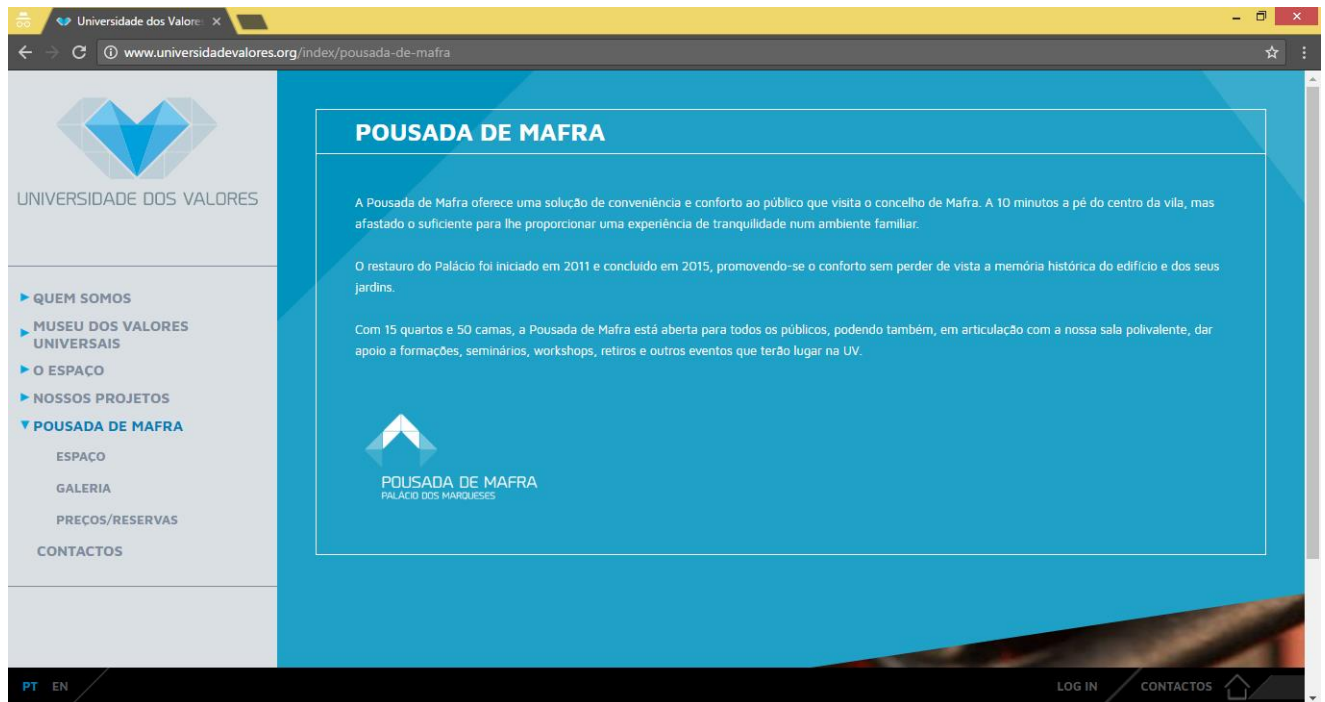 Universidade dos Valore
www.universidadevalores.org/index/pousada-de-mafra
UNIVERSIDADE DOS VALORES
QUEM SOMOS
MUSEU DOS VALORES
UNIVERSAIS
O ESPAÇO
NOSSOS PROJETOS
POUSADA DE MAFRA
ESPAÇO
GALERIA
PREÇOS/RESERVAS
CONTACTOS
POUSADA DE MAFRA
A Pousada de Mafra oferece uma solução de conveniência e conforto ao público que visita o concelho de Mafra. A 10 minutos a pé do centro da vila, mas
afastado o suficiente para lhe proporcionar uma experiência de tranquilidade num ambiente familiar.
O restauro do Palácio foi iniciado em 2011 e concluído em 2015, promovendo-se o conforto sem perder de vista a memória histórica do edifício e dos seus
jardins.
Com 15 quartos e 50 camas, a Pousada de Mafra está aberta para todos os públicos, podendo também, em articulação com a nossa sala polivalente, dar
apoio a formações, seminários, workshops, retiros e outros eventos que terão lugar na UV.
POUSADA DE MAFRA
PALÁCIO DOS MARQUESES
PT EN
LOG IN
CONTACTOS